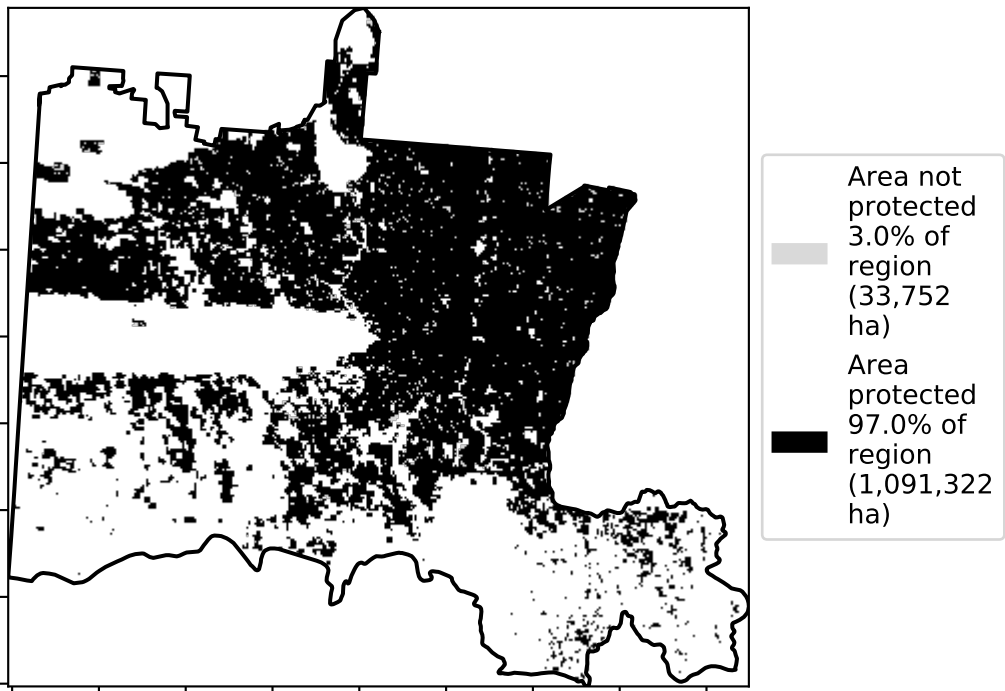 Area not
protected
3.0% of
region
(33,752
ha)
Area
protected
97.0% of
region
(1,091,322
ha)